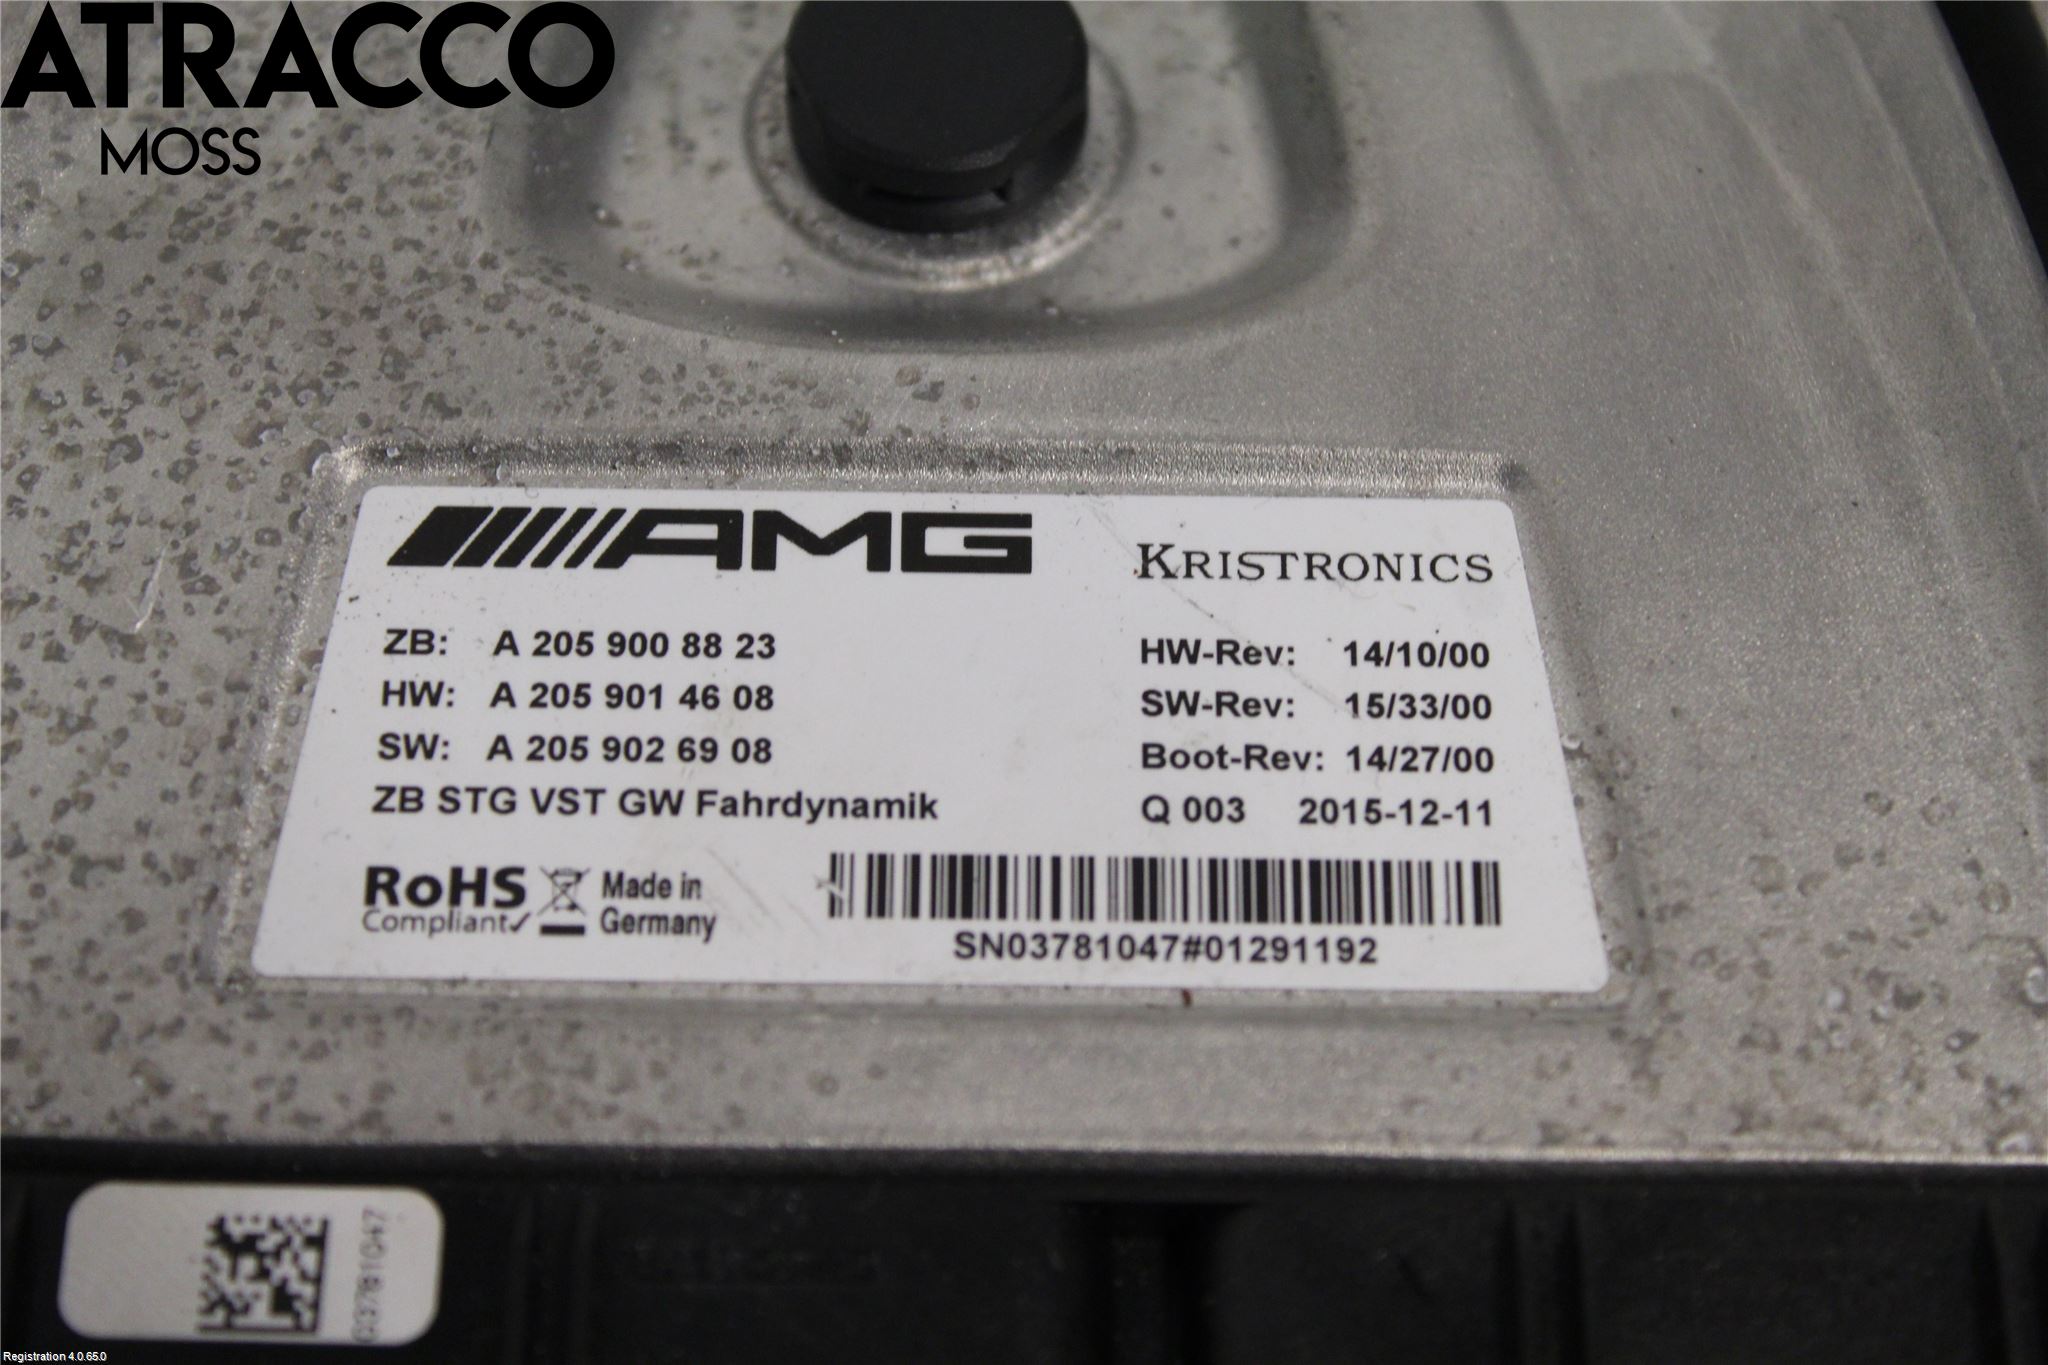 ATRACCO
MOSS
AMG
KRISTRONICS
ZB: A 205 900 88 23
HW: A 205 901 46 08
SW: A 205 902 69 08
ZB STG VST GW Fahrdynamik
HW-Rev: 14/10/00
SW-Rev: 15/33/00
Boot-Rev: 14/27/00
Q 003 2015-12-11
RoHS
Compliant✓
Made in
Germany
SN03781047#01291192
03781047
Registration 4.0.65.0